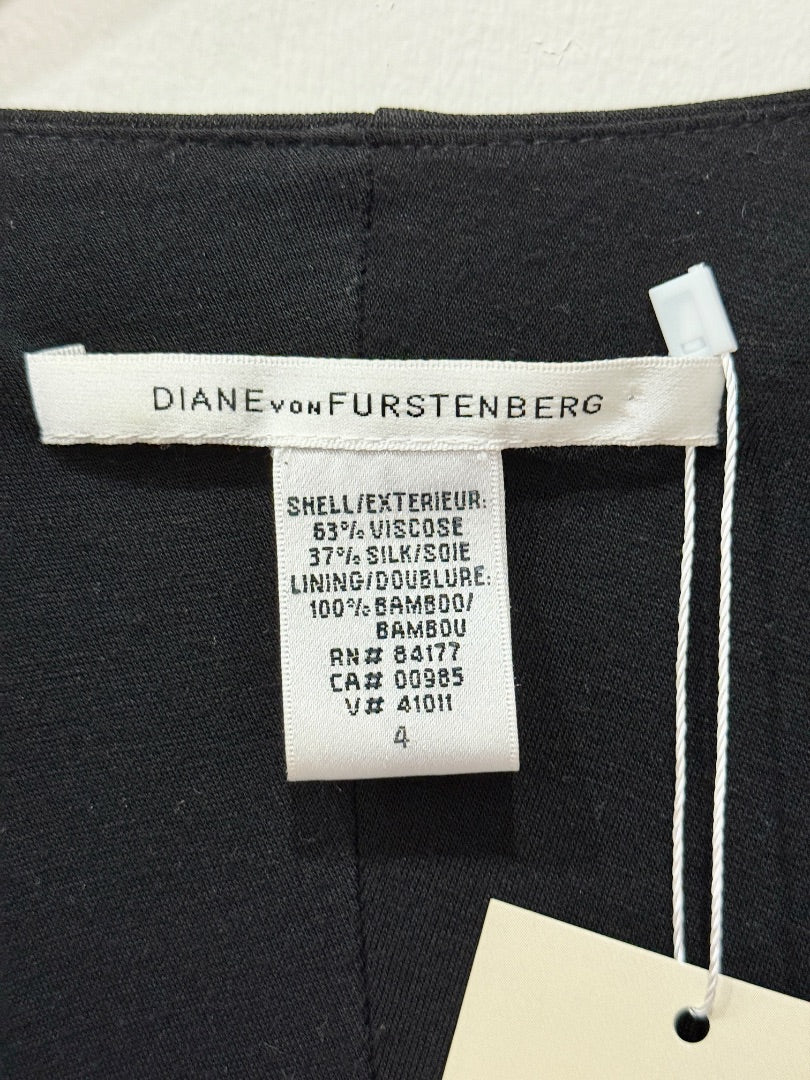 DIANE VON FURSTENBERG
SHELL/EXTERIEUR:
63% VISCOSE
37% SILK/SOIE
LINING/DOUBLURE:
100% BAMBOO/
BAMBOU
RN# 84177
CA# 00985
V# 41011
4